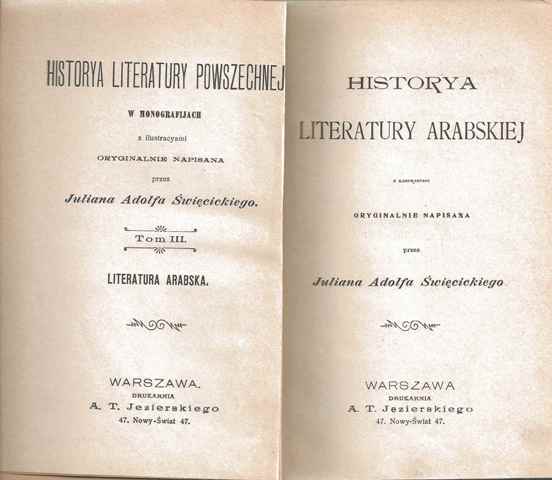 HISTORYA LITERATURY POWSZECHNEJ
W MONOGRAFIJACH
z ilustracyami
ORYGINALNIE NAPISANA
przez
Juliana Adolfa Święcickiego.
Tom III.
LITERATURA ARABSKA.
WARSZAWA.
DRUKARNIA
A. T. Jezierskiego
47. Nowy-Świat 47.
HISTORYA
LITERATURY ARABSKIEJ
ORYGINALNIE NAPISANA
przez
Juliana Adolfa Święcickiego
WARSZAWA
DRUKARNIA
A. T. Jezierskiego
47. Nowy-Świat 47.